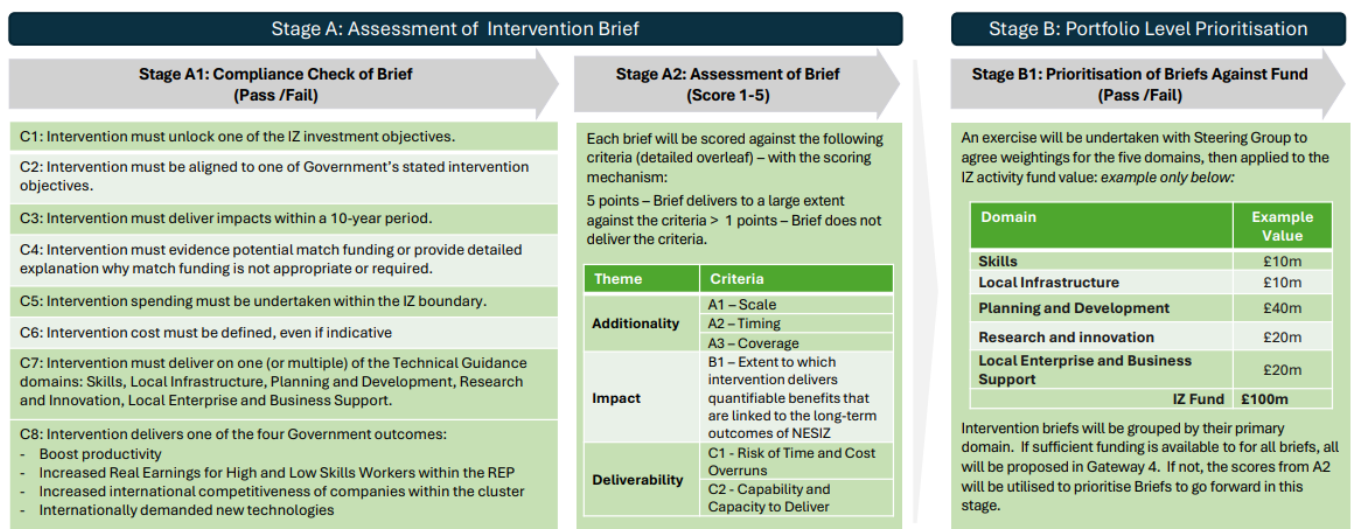 Stage A: Assessment of Intervention Brief
Stage A1: Compliance Check of Brief
(Pass /Fail)
C1: Intervention must unlock one of the IZ investment objectives.
C2: Intervention must be aligned to one of Government's stated intervention
objectives.
C3: Intervention must deliver impacts within a 10-year period.
C4: Intervention must evidence potential match funding or provide detailed
explanation why match funding is not appropriate or required.
C5: Intervention spending must be undertaken within the IZ boundary.
C6: Intervention cost must be defined, even if indicative
C7: Intervention must deliver on one (or multiple) of the Technical Guidance
domains: Skills, Local Infrastructure, Planning and Development, Research
and Innovation, Local Enterprise and Business Support.
C8: Intervention delivers one of the four Government outcomes:
- Boost productivity
- Increased Real Earnings for High and Low Skills Workers within the REP
- Increased international competitiveness of companies within the cluster
- Internationally demanded new technologies
Stage A2: Assessment of Brief
(Score 1-5)
Each brief will be scored against the following
criteria (detailed overleaf) – with the scoring
mechanism:
5 points – Brief delivers to a large extent
against the criteria > 1 points – Brief does not
deliver the criteria.
Theme Criteria
Additionality
A1 – Scale
A2 – Timing
A3 – Coverage
Impact
B1 – Extent to which
intervention delivers
quantifiable benefits that
are linked to the long-term
outcomes of NESIZ
Deliverability
C1 - Risk of Time and Cost
Overruns
C2 - Capability and
Capacity to Deliver
Stage B: Portfolio Level Prioritisation
Stage B1: Prioritisation of Briefs Against Fund
(Pass /Fail)
An exercise will be undertaken with Steering Group to
agree weightings for the five domains, then applied to the
IZ activity fund value: example only below:
Domain Example
Value
Skills £10m
Local Infrastructure £10m
Planning and Development £40m
Research and innovation £20m
Local Enterprise and Business
Support £20m
IZ Fund £100m
Intervention briefs will be grouped by their primary
domain. If sufficient funding is available to for all briefs, all
will be proposed in Gateway 4. If not, the scores from A2
will be utilised to prioritise Briefs to go forward in this
stage.